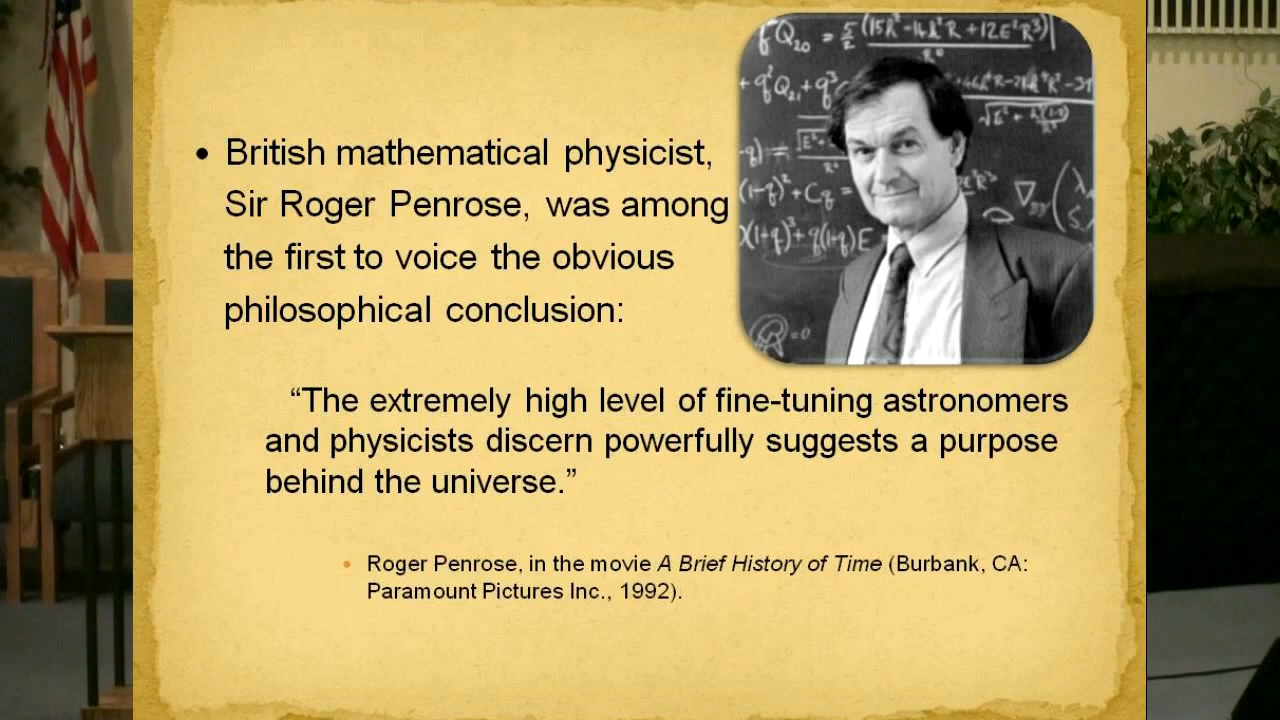 • British mathematical physicist,
Sir Roger Penrose, was among
the first to voice the obvious
philosophical conclusion:
“The extremely high level of fine-tuning astronomers
and physicists discern powerfully suggests a purpose
behind the universe.”
• Roger Penrose, in the movie A Brief History of Time (Burbank, CA:
Paramount Pictures Inc., 1992).